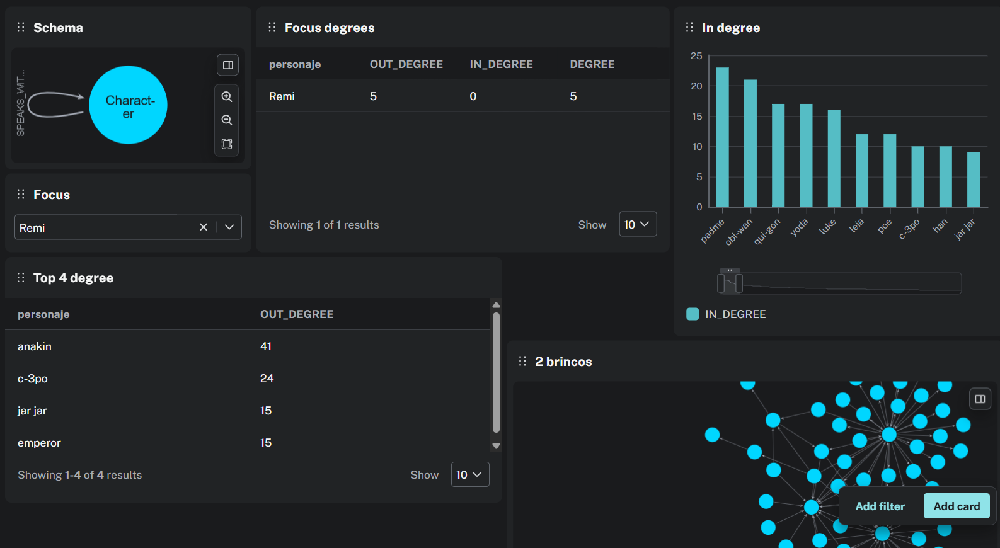 Schema
SPEAKS_WIT...
Charact-
er
Focus
Remi
Focus degrees
personaje OUT_DEGREE IN_DEGREE DEGREE
Remi 5 0 5
Showing 1 of 1 results
Show 10
In degree
25
20
15
10
5
0
padme obi-wan qui-gon yoda luke leia poe c-3po han jar jar
IN_DEGREE
Top 4 degree
personaje OUT_DEGREE
anakin 41
c-3po 24
jar jar 15
emperor 15
Showing 1-4 of 4 results
Show 10
2 brincos
Add filter Add card